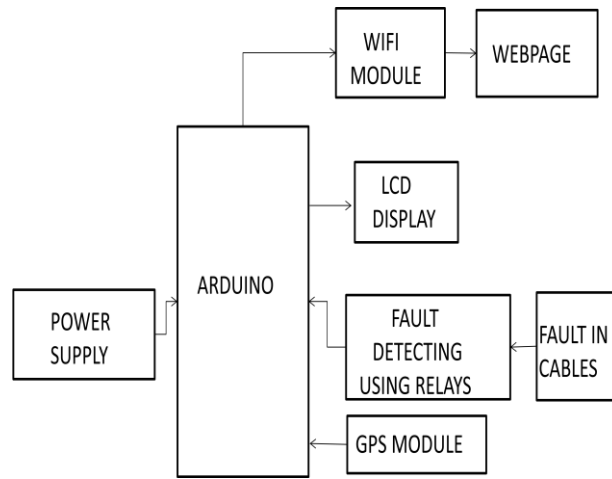 WIFI
MODULE
WEBPAGE
LCD
DISPLAY
ARDUINO
POWER
SUPPLY
FAULT
DETECTING
USING RELAYS
FAULT IN
CABLES
GPS MODULE